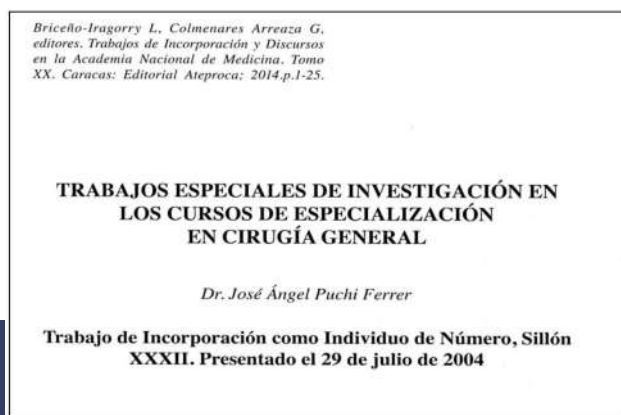 Briceño-Iragorry L, Colmenares Arreaza G,
editores. Trabajos de Incorporación y Discursos
en la Academia Nacional de Medicina. Tomo
XX. Caracas: Editorial Ateproca; 2014.p.1-25.
TRABAJOS ESPECIALES DE INVESTIGACIÓN EN
LOS CURSOS DE ESPECIALIZACIÓN
EN CIRUGÍA GENERAL
Dr. José Ángel Puchi Ferrer
Trabajo de Incorporación como Individuo de Número, Sillón
XXXII. Presentado el 29 de julio de 2004